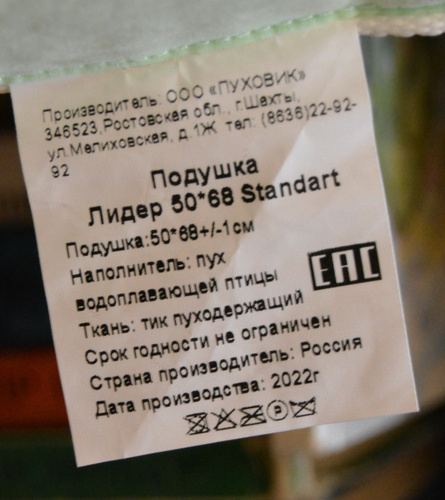 Производитель: ООО «ПУХОВИК»
346523,Ростовская обл., г.Шахты,
ул.Мелиховская, д.1Ж тел: (8636)22-92-
92
Подушка
Лидер 50*68 Standart
Подушка:50*68+/-1см
Наполнитель: пух
водоплавающей птицы
EAC
Ткань: тик пуходержащий
Срок годности не ограничен
Страна производитель: Россия
Дата производства: 2022г
P